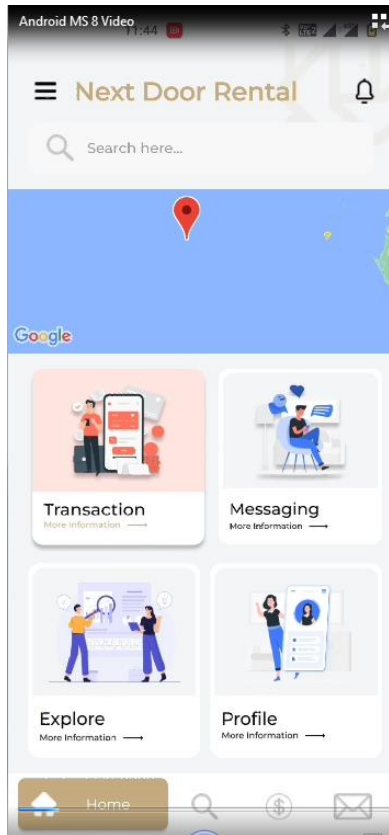 Android MS 8 Video
11:44
Next Door Rental
Search here...
Google
Transaction
More Information
Messaging
More Information
Explore
More Information
Profile
More Information
Home
$